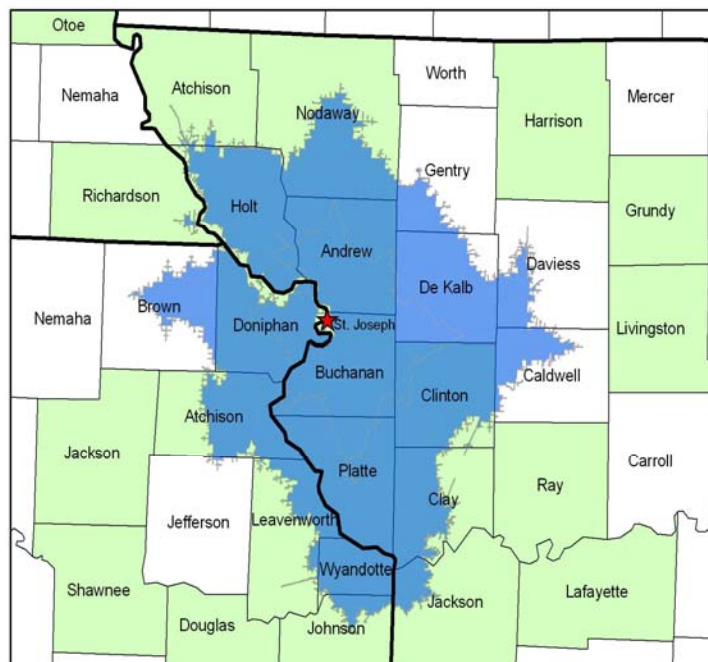 Otoe
Nemaha
Atchison
Nodaway
Worth
Harrison
Mercer
Gentry
Richardson
Holt
Andrew
Grundy
Daviess
De Kalb
Nemaha
Brown
Doniphan
St. Joseph
Livingston
Buchanan
Caldwell
Clinton
Atchison
Jackson
Platte
Clay
Ray
Carroll
Jefferson
Leavenworth
Wyandotte
Shawnee
Douglas
Johnson
Jackson
Lafayette